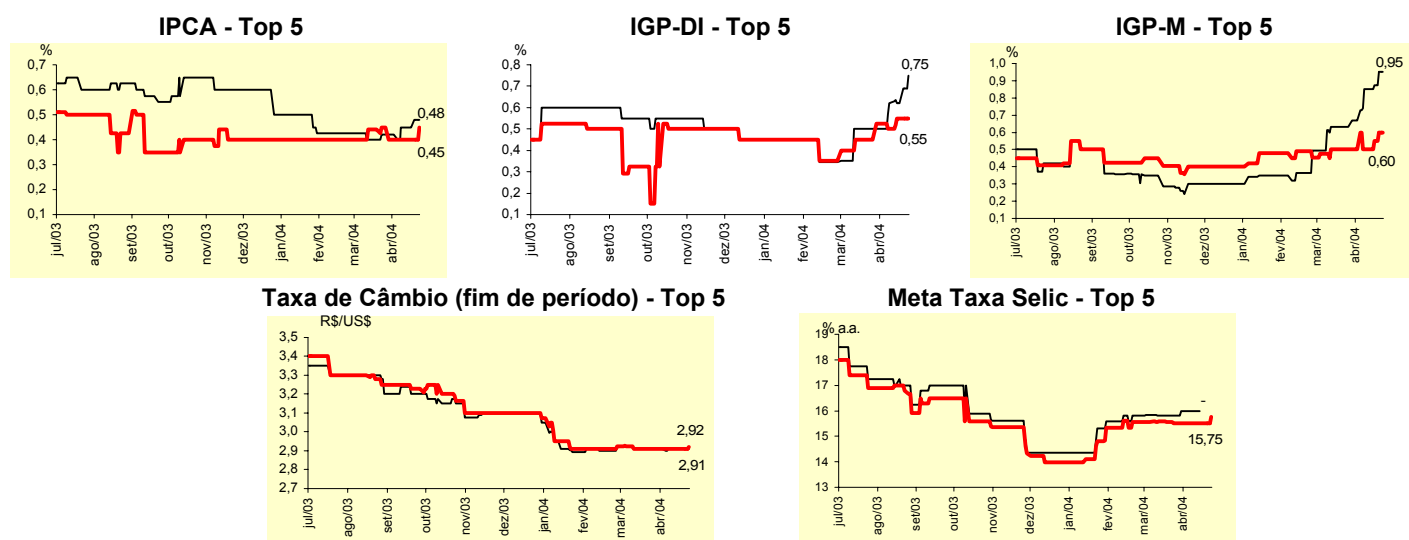 IPCA - Top 5
%
0,7
0,6
0,5
0,4
0,3
0,2
0,1
0,48
0,45
jul/03
ago/03
set/03
out/03
nov/03
dez/03
jan/04
fev/04
mar/04
abr/04
IGP-DI - Top 5
%
0,8
0,7
0,6
0,5
0,4
0,3
0,2
0,1
0,75
0,55
jul/03
ago/03
set/03
out/03
nov/03
dez/03
jan/04
fev/04
mar/04
abr/04
IGP-M - Top 5
%
1,0
0,9
0,8
0,7
0,6
0,5
0,4
0,3
0,2
0,1
0,95
0,60
jul/03
ago/03
set/03
out/03
nov/03
dez/03
jan/04
fev/04
mar/04
abr/04
Taxa de Câmbio (fim de período) - Top 5
R$/US$
3,5
3,4
3,3
3,2
3,1
3,0
2,9
2,8
2,7
2,92
2,91
jul/03
ago/03
set/03
out/03
nov/03
dez/03
jan/04
fev/04
mar/04
abr/04
Meta Taxa Selic - Top 5
% a.a.
19
18
17
16
15
14
13
-
15,75
jul/03
ago/03
set/03
out/03
nov/03
dez/03
jan/04
fev/04
mar/04
abr/04